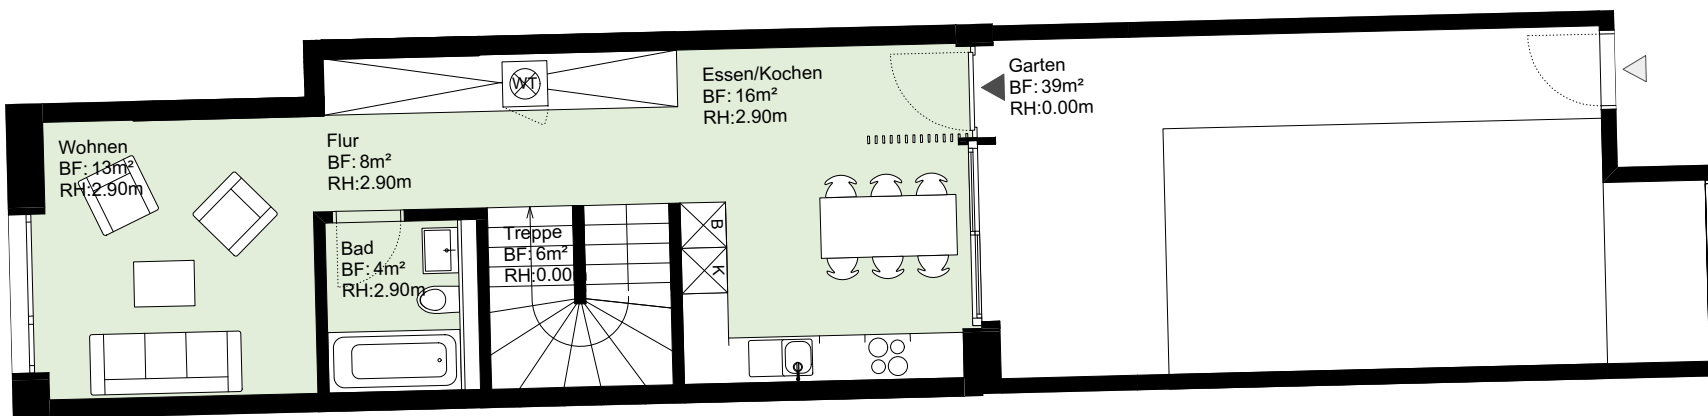 Wohnen
BF: 13m²
RH:2.90m
Flur
BF: 8m²
RH:2.90m
WT
Essen/Kochen
BF: 16m²
RH:2.90m
Garten
BF: 39m²
RH:0.00m
Bad
BF: 4m²
RH:2.90m
Treppe
BF: 6m²
RH:0.00
B
K